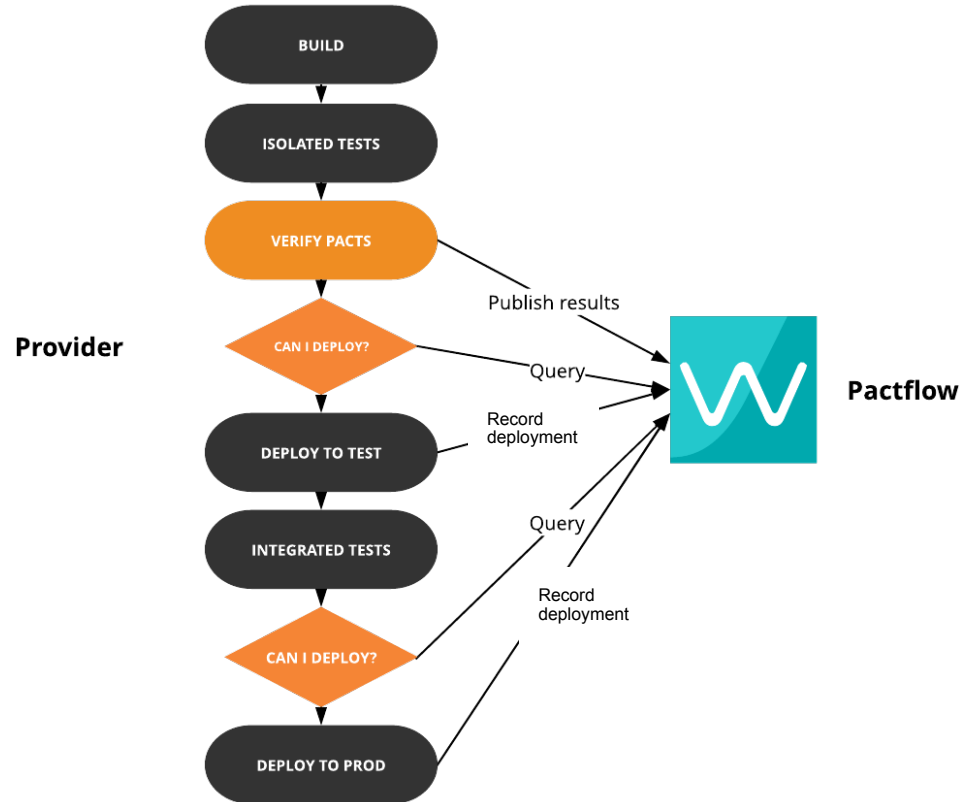 BUILD
ISOLATED TESTS
VERIFY PACTS
Publish results
CAN I DEPLOY?
Provider
Query
Pactflow
Record
deployment
DEPLOY TO TEST
Query
INTEGRATED TESTS
Record
deployment
CAN I DEPLOY?
DEPLOY TO PROD